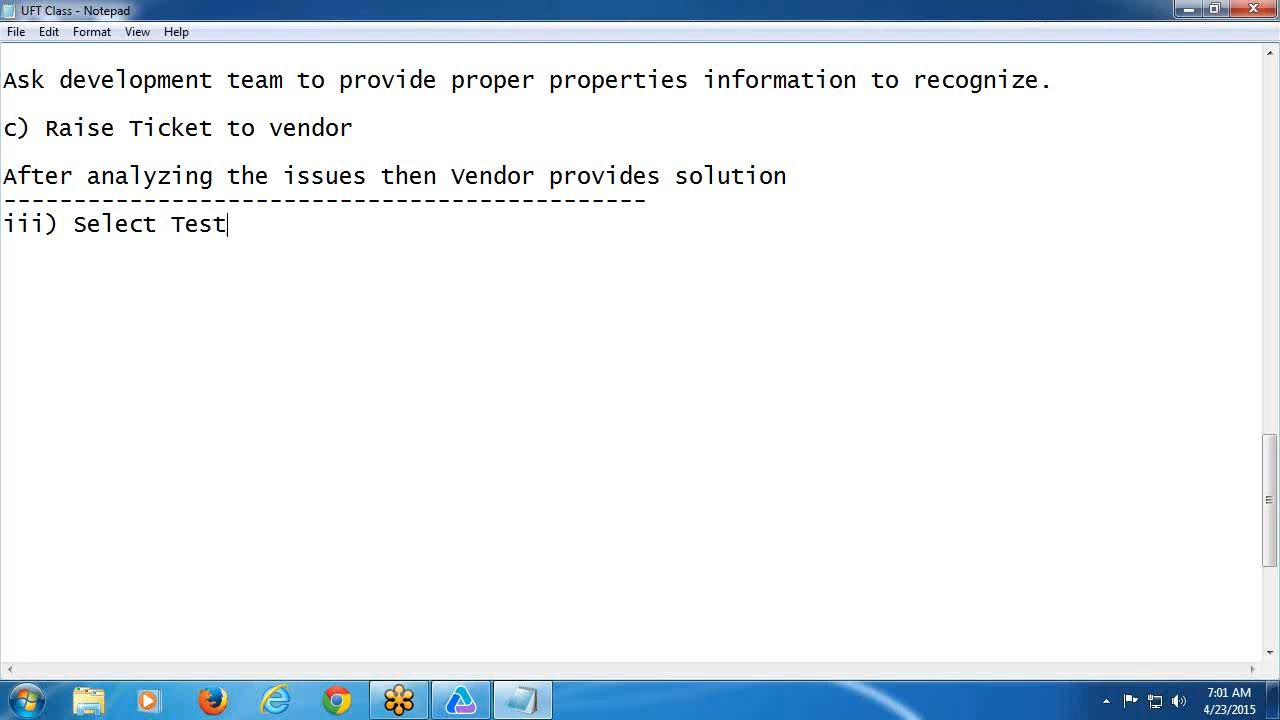 UFT Class - Notepad
File Edit Format View Help
Ask development team to provide proper properties information to recognize.
c) Raise Ticket to vendor
After analyzing the issues then Vendor provides solution
----------------------------------------------
iii) Select Test
7:01 AM
4/23/2015